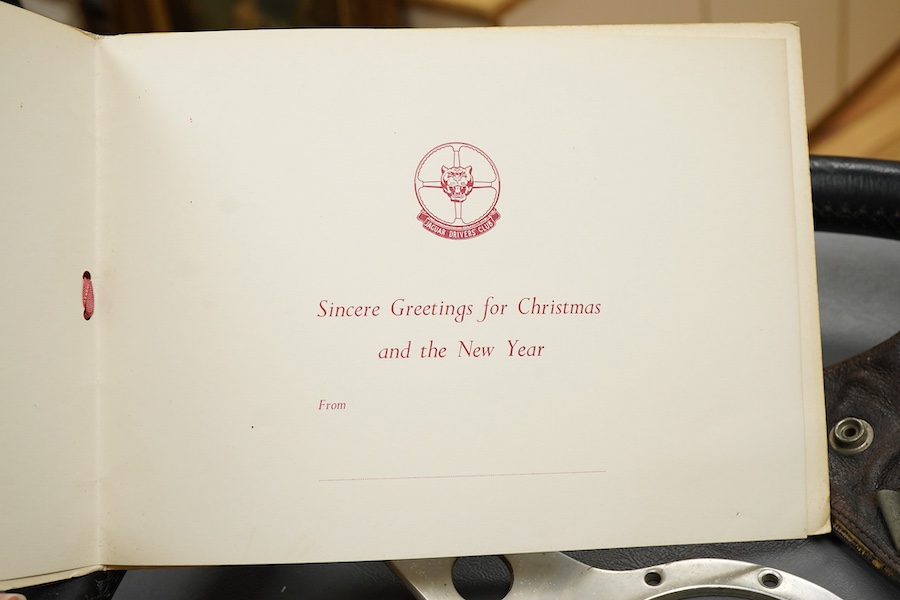 JAGUAR DRIVERS' CLUB
Sincere Greetings for Christmas
and the New Year
From